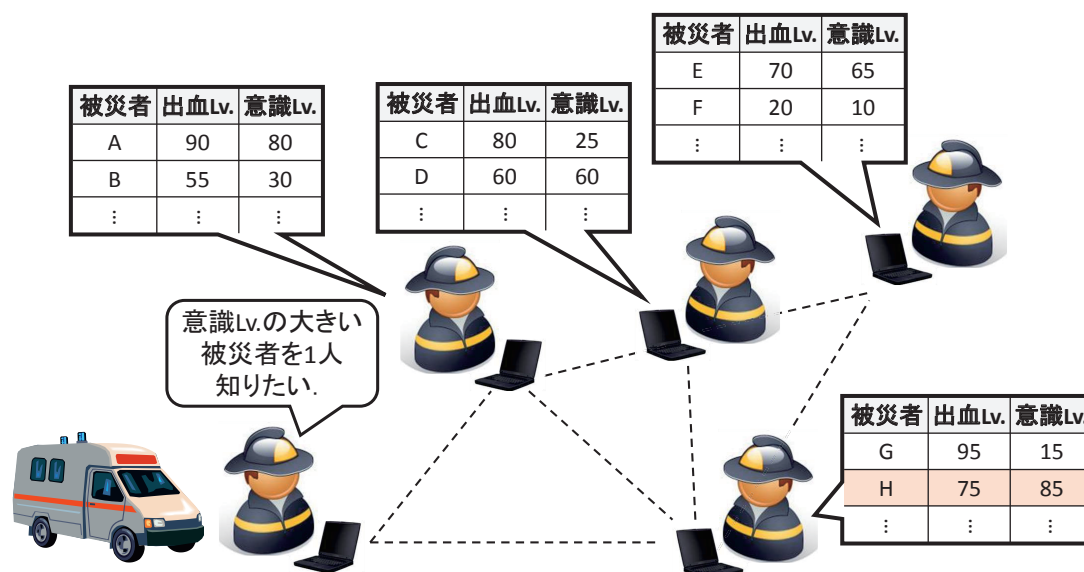 被災者 出血Lv. 意識Lv.
E 70 65
F 20 10
⋮ ⋮ ⋮
被災者 出血Lv. 意識Lv.
A 90 80
B 55 30
⋮ ⋮ ⋮
被災者 出血Lv. 意識Lv.
C 80 25
D 60 60
⋮ ⋮ ⋮
意識Lv.の大きい
被災者を1人
知りたい.
被災者 出血Lv. 意識Lv.
G 95 15
H 75 85
⋮ ⋮ ⋮